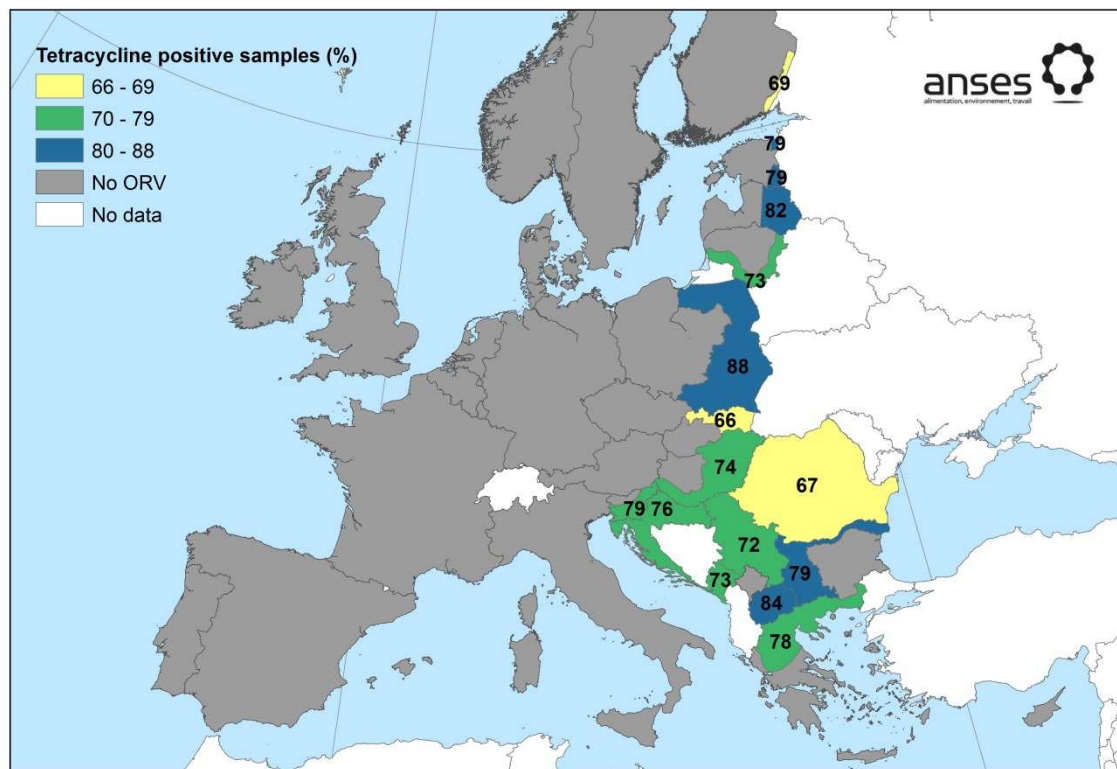 Tetracycline positive samples (%)
66 - 69
70 - 79
80 - 88
No ORV
No data
anses
alimentation, environnement, travail
69
79
79
82
73
88
66
74
67
79 76
72
73
79
84
78